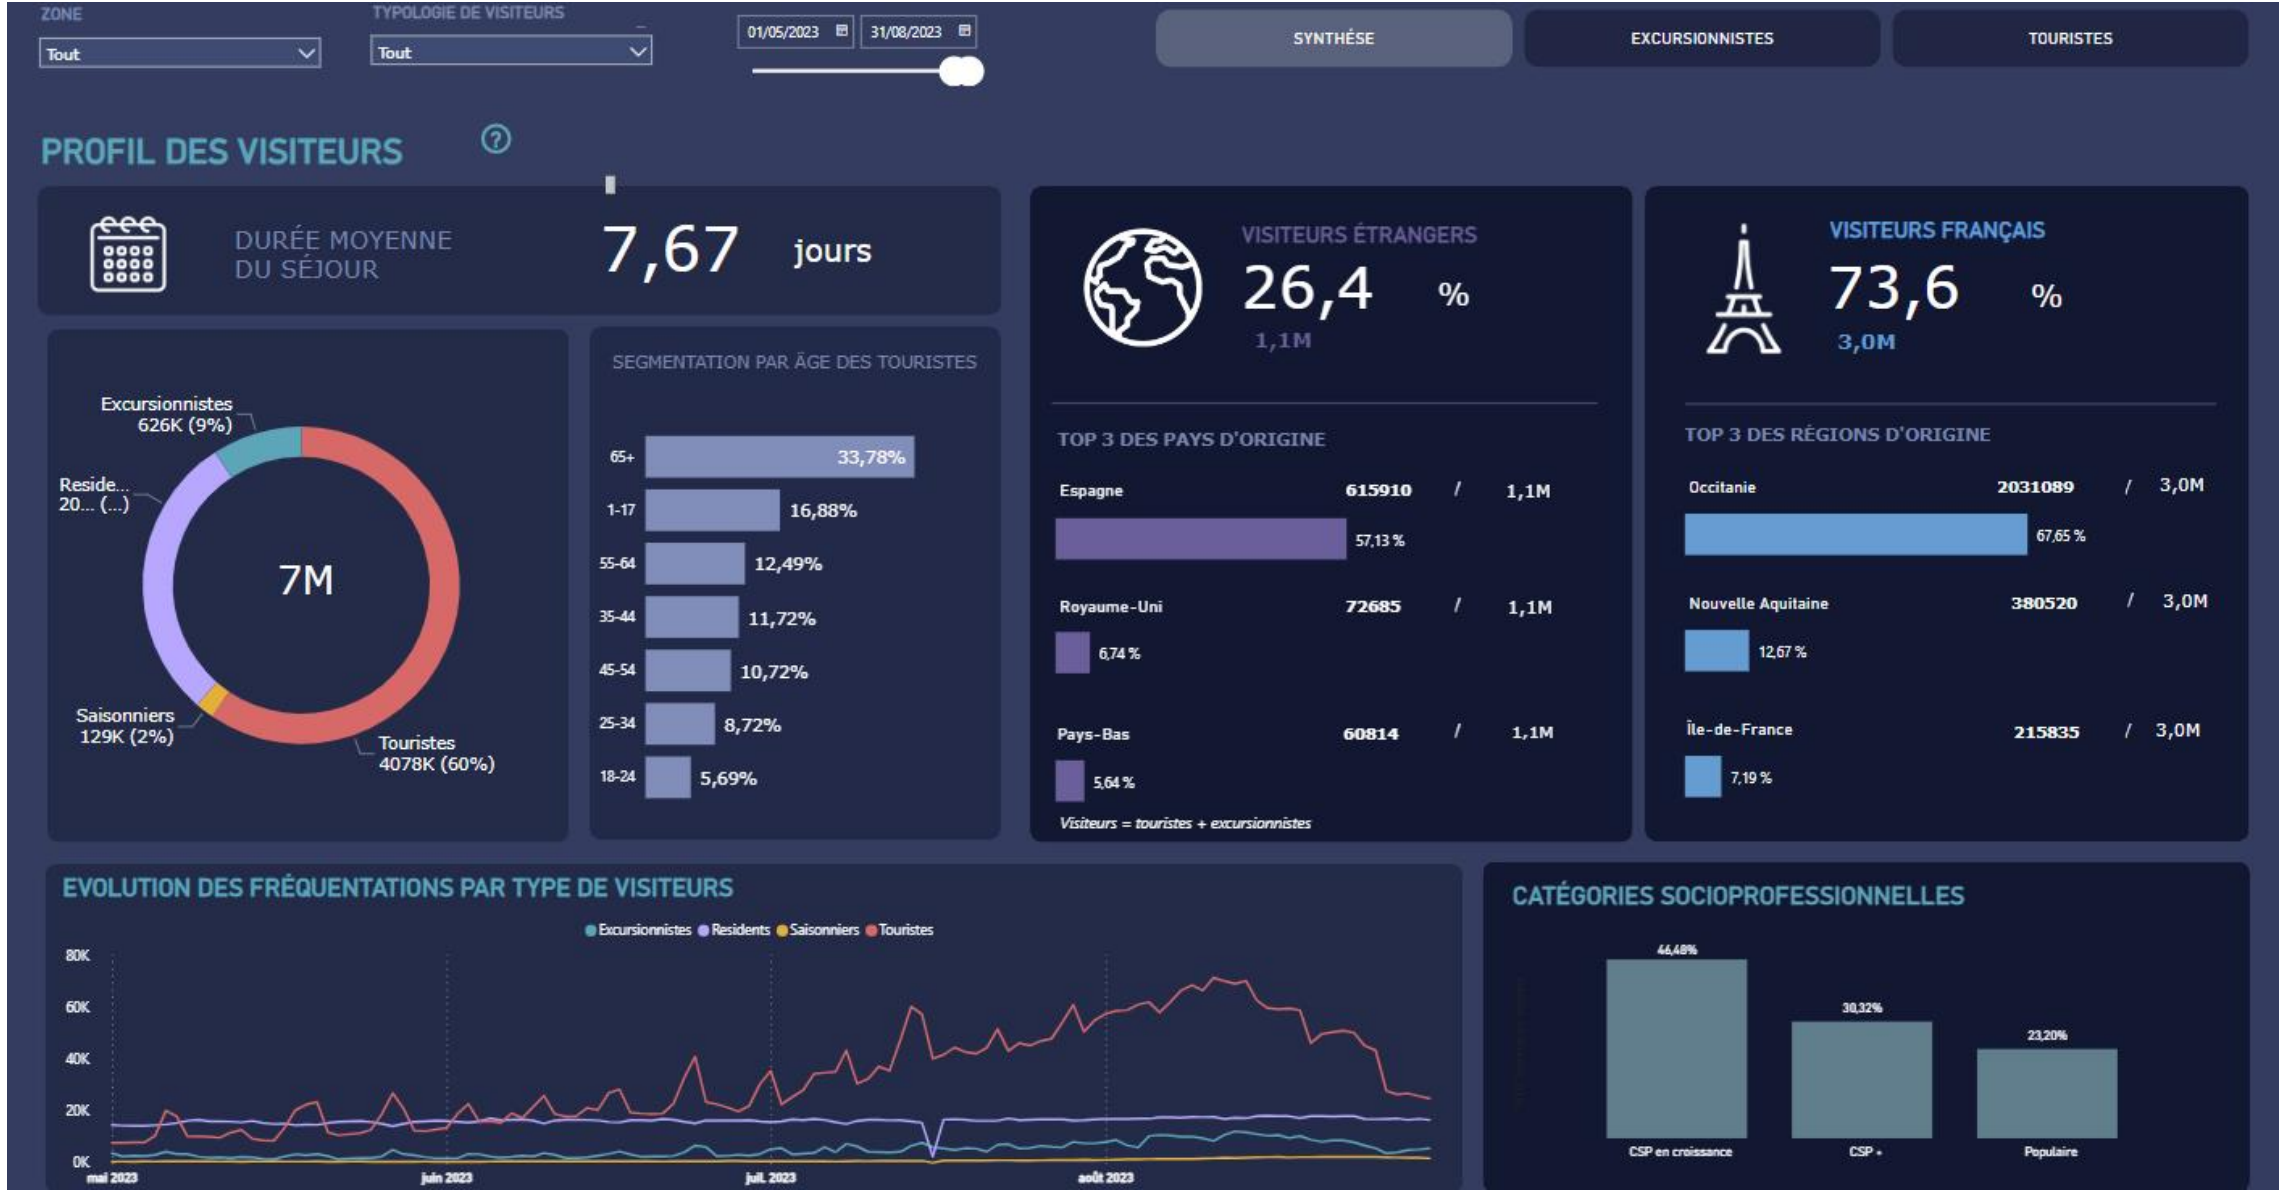 ZONE
Tout
TYPOLOGIE DE VISITEURS
Tout
01/05/2023
31/08/2023
SYNTHÉSE
EXCURSIONNISTES
TOURISTES
PROFIL DES VISITEURS
?
DURÉE MOYENNE
DU SÉJOUR
7,67 jours
Excursionnistes
626K (9%)
Reside...
20... (...)
7M
Saisonniers
129K (2%)
Touristes
4078K (60%)
SEGMENTATION PAR ÄGE DES TOURISTES
65+ 33,78%
1-17 16,88%
55-64 12,49%
35-44 11,72%
45-54 10,72%
25-34 8,72%
18-24 5,69%
VISITEURS ÉTRANGERS
26,4 %
1,1M
TOP 3 DES PAYS D'ORIGINE
Espagne 615910 / 1,1M
57,13 %
Royaume-Uni 72685 / 1,1M
6,74 %
Pays-Bas 60814 / 1,1M
5,64 %
Visiteurs = touristes + excursionnistes
VISITEURS FRANÇAIS
73,6 %
3,0M
TOP 3 DES RÉGIONS D'ORIGINE
Occitanie 2031089 / 3,0M
67,65 %
Nouvelle Aquitaine 380520 / 3,0M
12,67 %
Île-de-France 215835 / 3,0M
7,19 %
EVOLUTION DES FRÉQUENTATIONS PAR TYPE DE VISITEURS
Excursionnistes Residents Saisonniers Touristes
80K
60K
40K
20K
0K
mai 2023 juin 2023 juil. 2023 août 2023
CATÉGORIES SOCIOPROFESSIONNELLES
46,48%
30,32%
23,20%
CSP en croissance CSP + Populaire